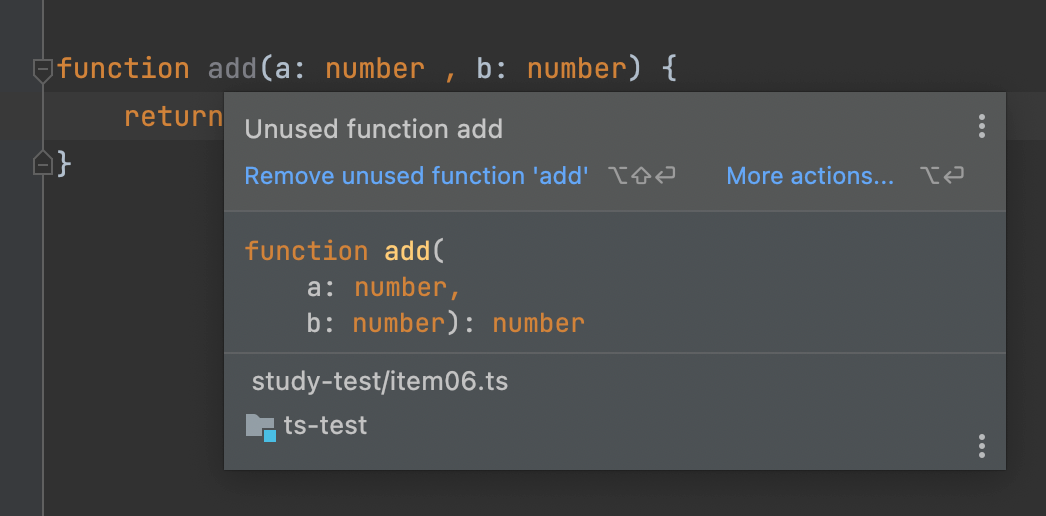 function add(a: number , b: number) {
return
}
Unused function add
Remove unused function 'add' ⌥⇧⏎ More actions... ⌥⏎
function add(
a: number,
b: number): number
study-test/item06.ts
ts-test